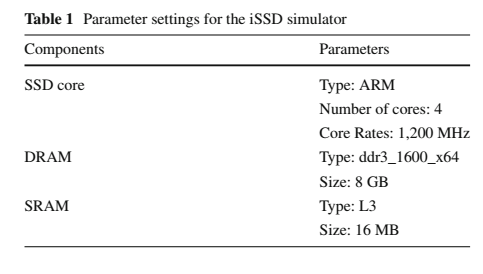 Table 1 Parameter settings for the iSSD simulator
Components Parameters
SSD core Type: ARM
Number of cores: 4
Core Rates: 1,200 MHz
DRAM Type: ddr3_1600_x64
Size: 8 GB
SRAM Type: L3
Size: 16 MB